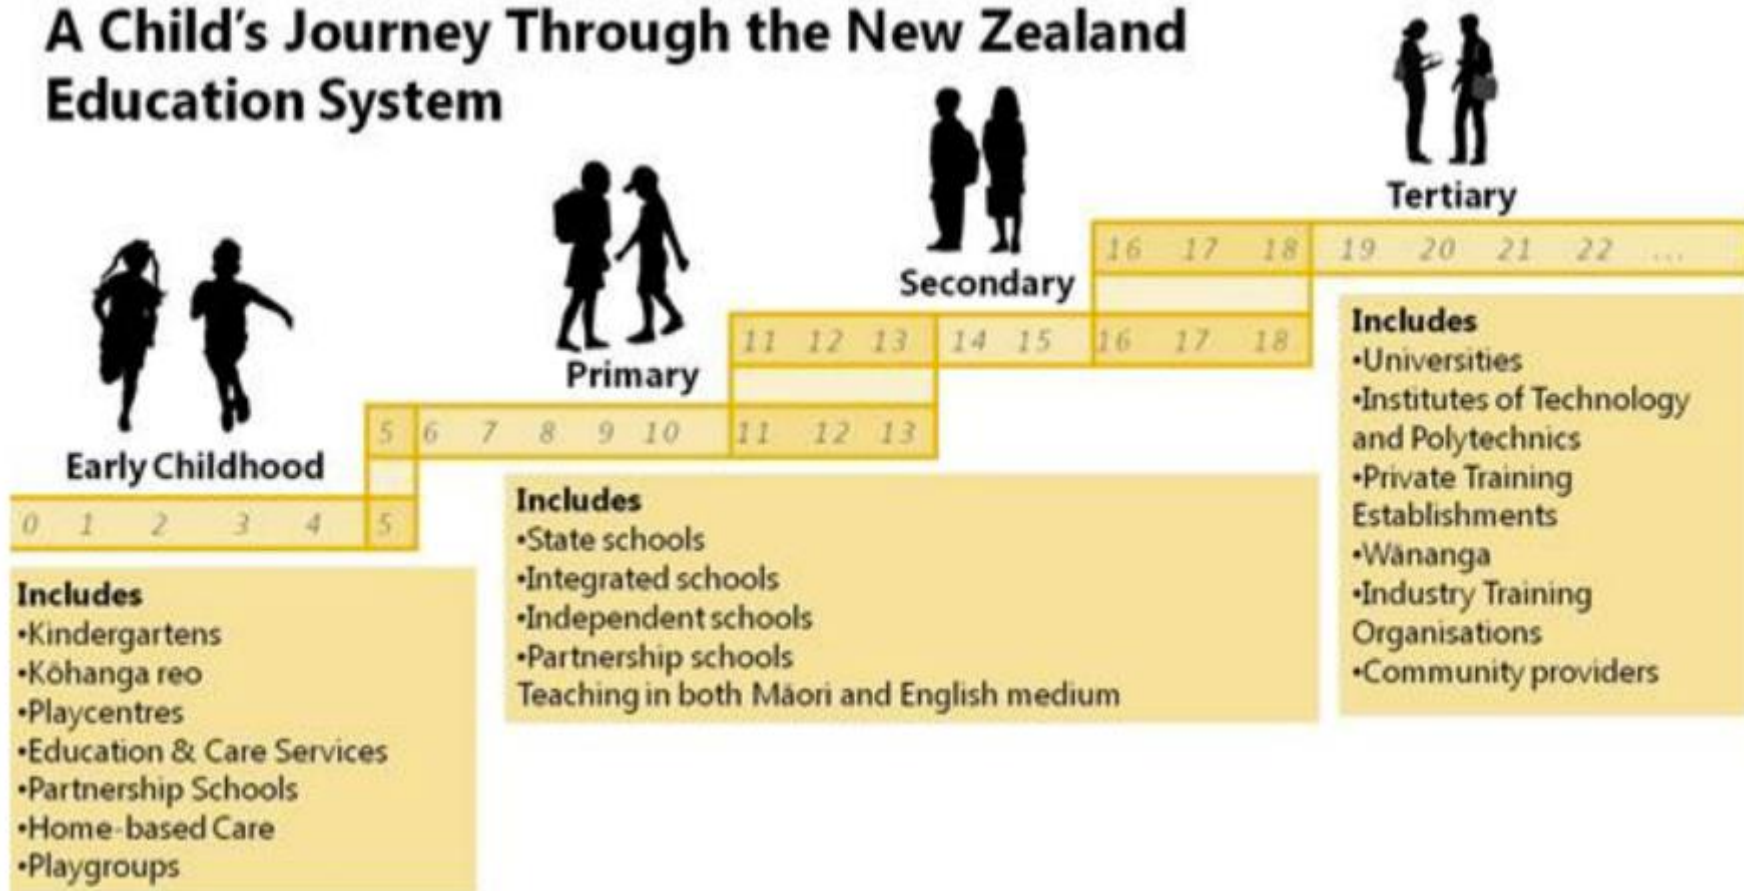 A Child's Journey Through the New Zealand
Education System
Early Childhood
0 1 2 3 4 5
Includes
•Kindergartens
•Kōhanga reo
•Playcentres
•Education & Care Services
•Partnership Schools
•Home-based Care
•Playgroups
Primary
5 6 7 8 9 10 11 12 13
Secondary
11 12 13 14 15 16 17 18
Includes
•State schools
•Integrated schools
•Independent schools
•Partnership schools
Teaching in both Māori and English medium
Tertiary
16 17 18 19 20 21 22 ...
Includes
•Universities
•Institutes of Technology
and Polytechnics
•Private Training
Establishments
•Wānanga
•Industry Training
Organisations
•Community providers